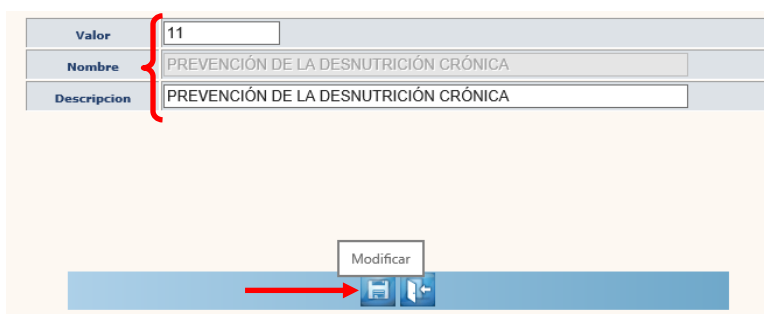 Valor 11
Nombre PREVENCIÓN DE LA DESNUTRICIÓN CRÓNICA
Descripcion PREVENCIÓN DE LA DESNUTRICIÓN CRÓNICA
Modificar